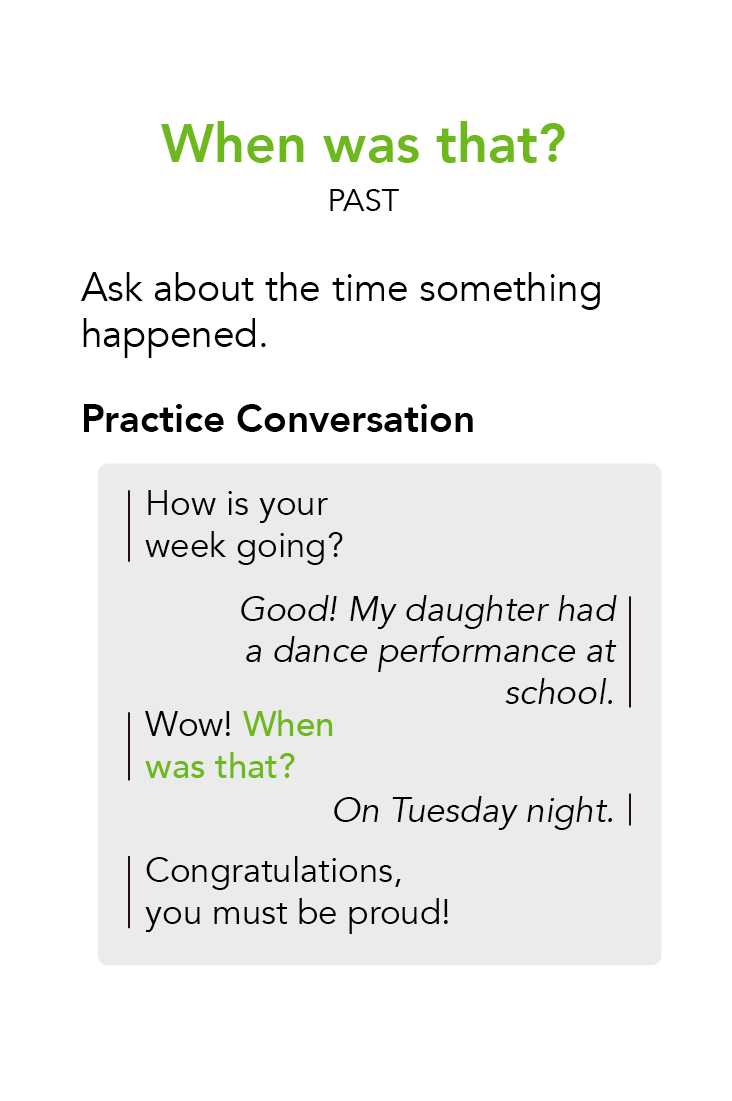 When was that?
PAST
Ask about the time something
happened.
Practice Conversation
How is your
week going?
Good! My daughter had
a dance performance at
school.
Wow! When
was that?
On Tuesday night.
Congratulations,
you must be proud!